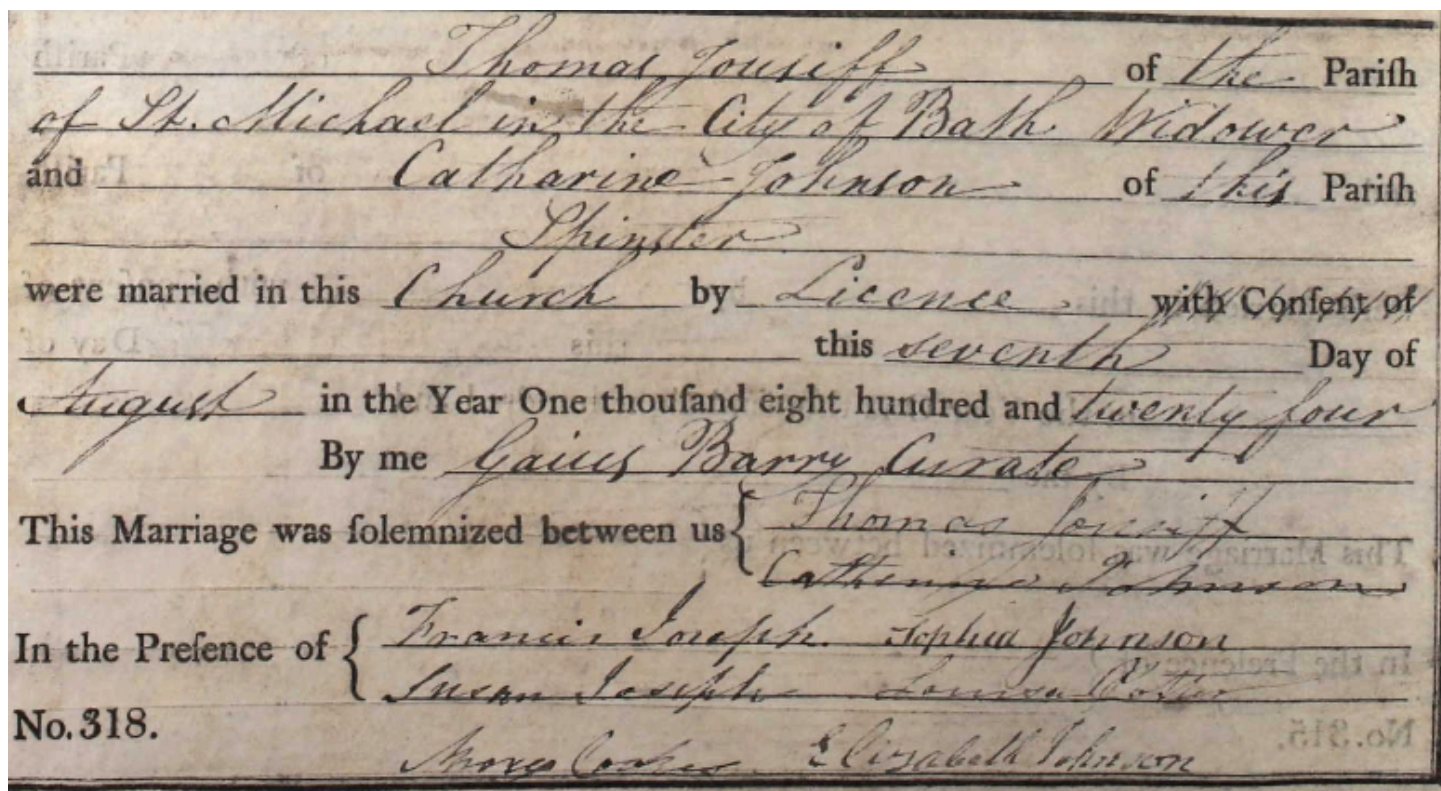 Thomas Jousiff of the Pariſh
of St. Michael in the City of Bath Widower
and Catharine Johnson of this Pariſh
Spinster
were married in this Church by Licence with Conſent of
this seventh Day of
August in the Year One thouſand eight hundred and twenty four
By me Gaius Barry Curate
This Marriage was ſolemnized between us { Thomas Jousiff
Catherine Johnson
In the Preſence of { Francis Joseph. Sophia Johnson
Susan Joseph Louisa
No. 318.
Elizabeth Johnson